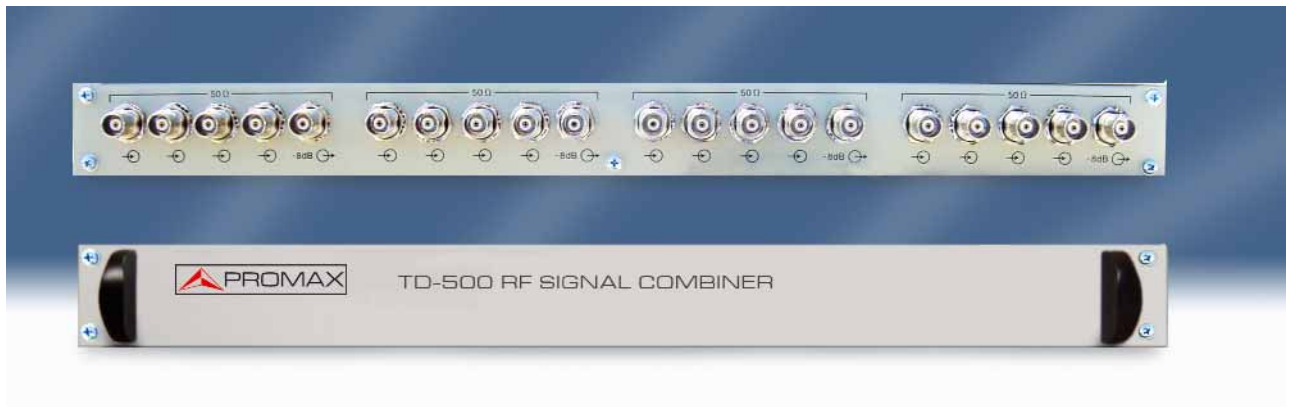 50 Ω 50 Ω 50 Ω 50 Ω
-8dB -8dB -8dB -8dB
PROMAX TD-500 RF SIGNAL COMBINER